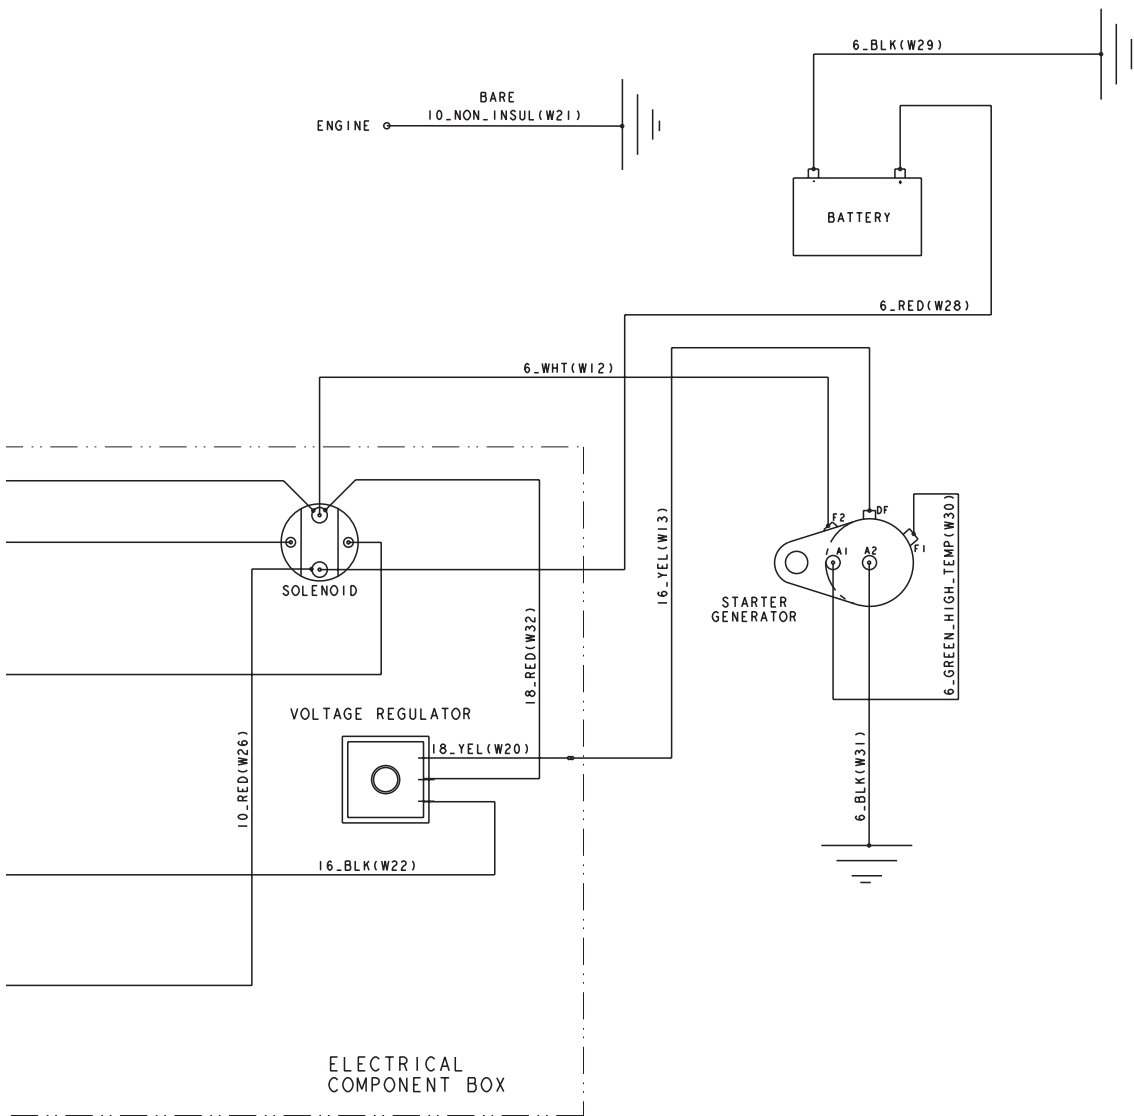 6_BLK(W29)
BARE
10_NON_INSUL(W21)
ENGINE
- +
BATTERY
6_RED(W28)
6_WHT(W12)
16_YEL(W13)
F2
DF
F1
A1 A2
6_GREEN_HIGH_TEMP(W30)
SOLENOID
STARTER
GENERATOR
18_RED(W32)
VOLTAGE REGULATOR
18_YEL(W20)
10_RED(W26)
6_BLK(W31)
16_BLK(W22)
ELECTRICAL
COMPONENT BOX